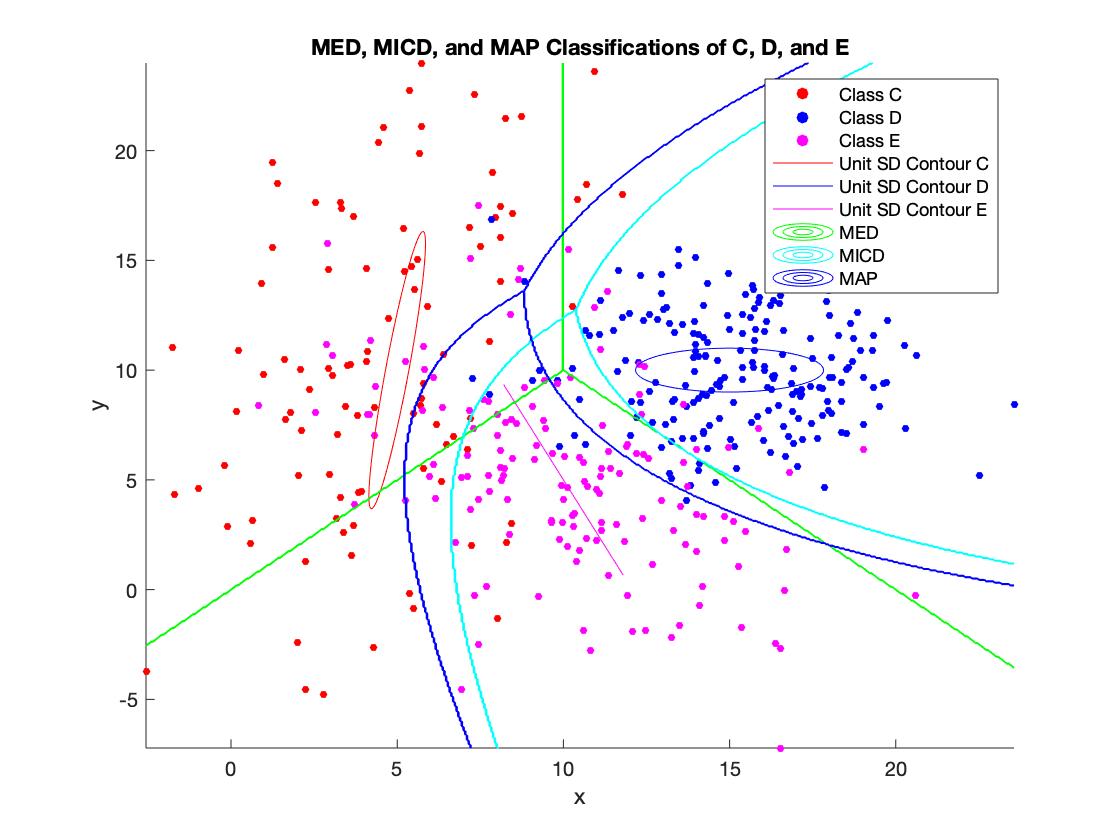 MED, MICD, and MAP Classifications of C, D, and E
Class C
Class D
Class E
Unit SD Contour C
Unit SD Contour D
Unit SD Contour E
MED
MICD
MAP
20
15
10
5
0
-5
y
0 5 10 15 20
x